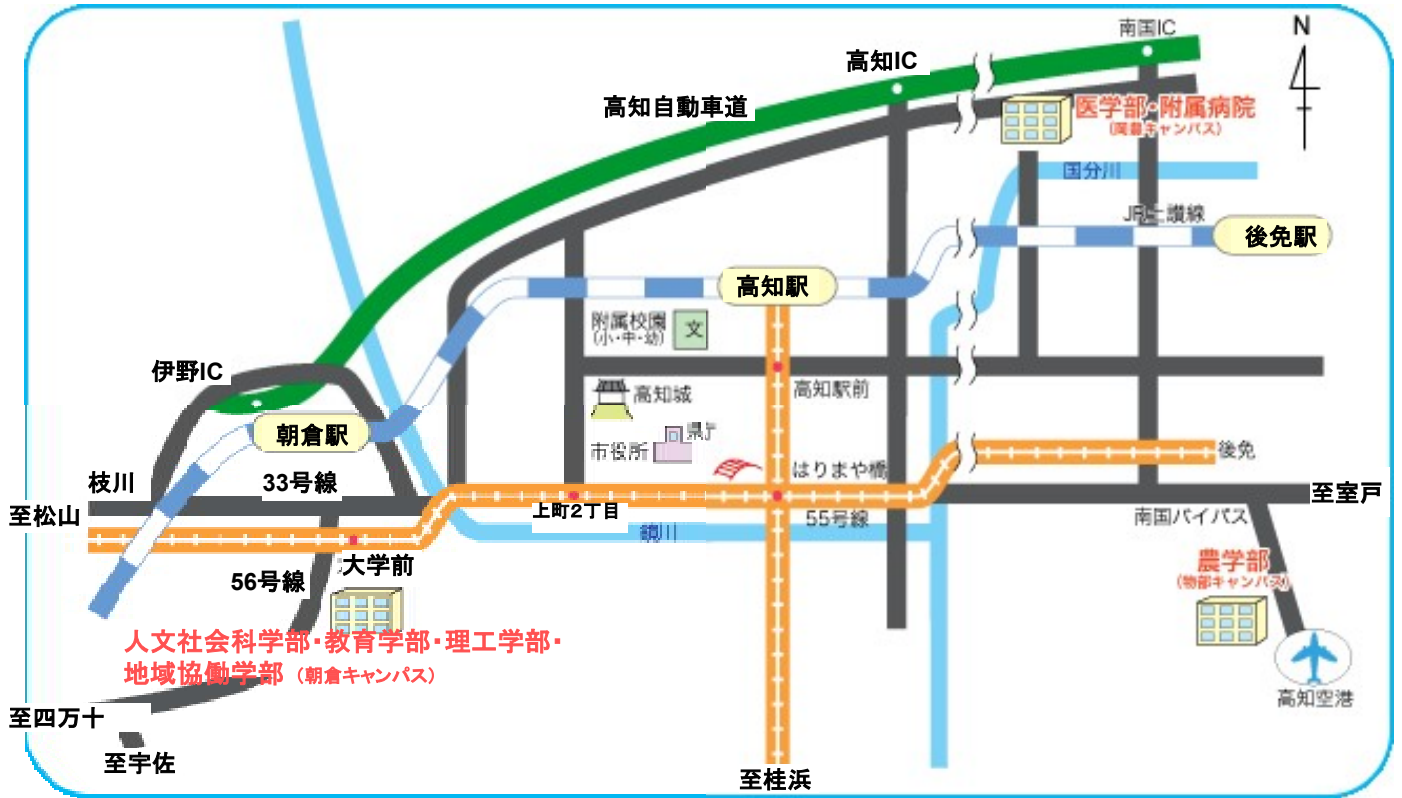 南国IC
N
高知IC
高知自動車道
医学部・附属病院
(岡豊キャンパス)
国分川
JR土讃線
後免駅
高知駅
附属校園
(小・中・幼)
文
伊野IC
高知城
高知駅前
朝倉駅
県庁
市役所
はりまや橋
後免
枝川
33号線
至松山
上町2丁目
55号線
鏡川
南国バイパス
至室戸
大学前
56号線
農学部
(物部キャンパス)
人文社会科学部・教育学部・理工学部・
地域協働学部 (朝倉キャンパス)
高知空港
至四万十
至宇佐
至桂浜